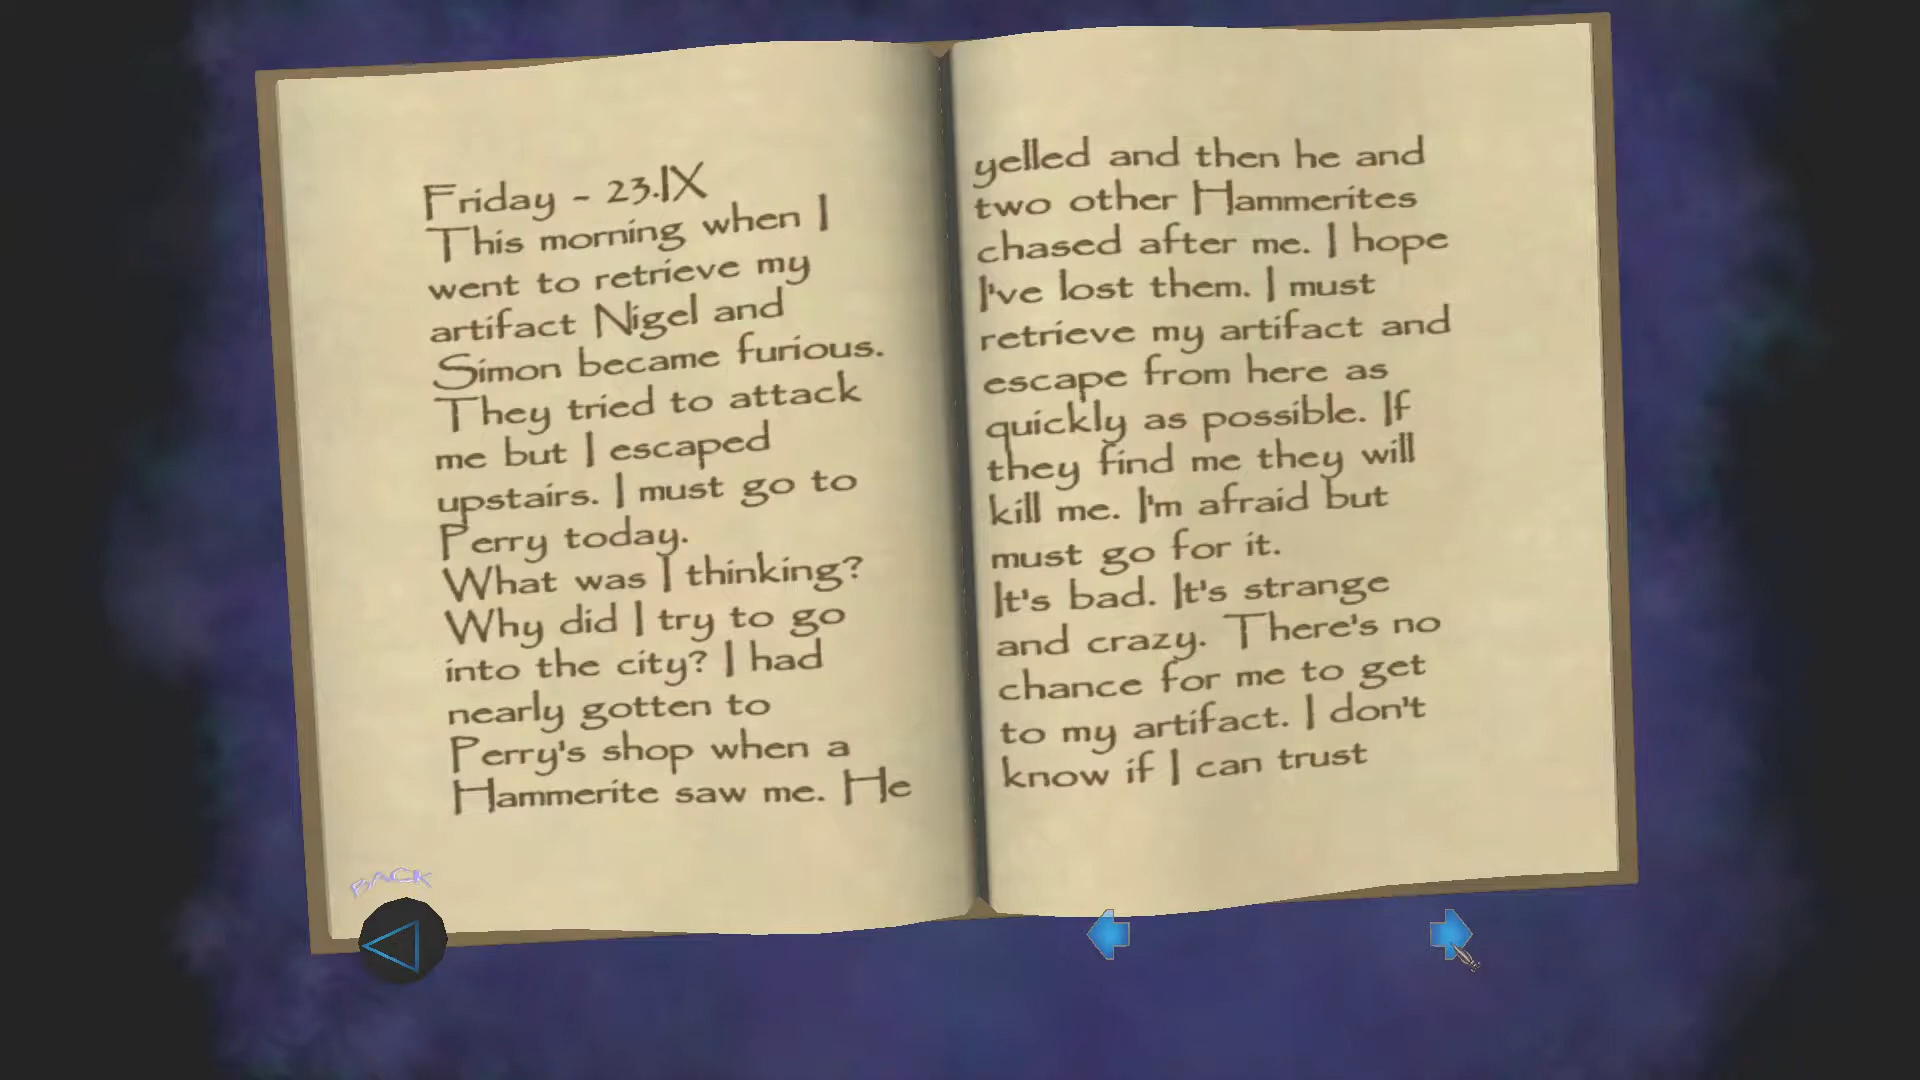 Friday - 23.IX
This morning when I
went to retrieve my
artifact Nigel and
Simon became furious.
They tried to attack
me but I escaped
upstairs. I must go to
Perry today.
What was I thinking?
Why did I try to go
into the city? I had
nearly gotten to
Perry's shop when a
Hammerite saw me. He
yelled and then he and
two other Hammerites
chased after me. I hope
I've lost them. I must
retrieve my artifact and
escape from here as
quickly as possible. If
they find me they will
kill me. I'm afraid but
must go for it.
It's bad. It's strange
and crazy. There's no
chance for me to get
to my artifact. I don't
know if I can trust
BACK